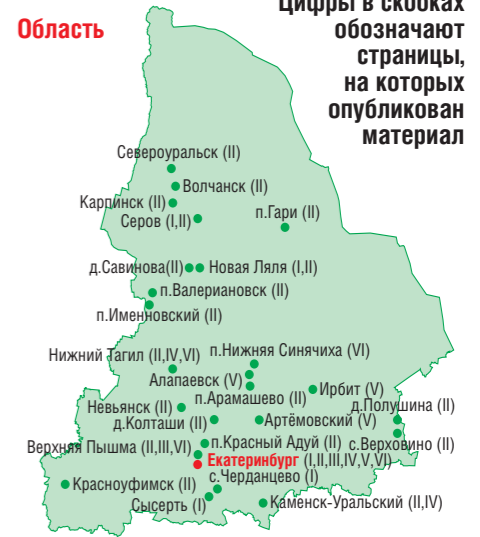 Цифры в скобках
обозначают
страницы,
на которых
опубликован
материал
Область
Североуральск (II)
Волчанск (II)
Карпинск (II)
Серов (I,II)
п.Гари (II)
д.Савинова(II)
Новая Ляля (I,II)
п.Валериановск (II)
п.Именновский (II)
Нижний Тагил (II,IV,VI)
п.Нижняя Синячиха (VI)
Алапаевск (V)
п.Арамашево (II)
Ирбит (V)
Невьянск (II)
д.Полушина (II)
д.Колташи (II)
Артёмовский (V)
Верхняя Пышма (II,III,VI)
п.Красный Адуй (II)
с.Верховино (II)
Екатеринбург (I,II,III,IV,V,VI)
с.Черданцево (I)
Красноуфимск (II)
Сысерть (I)
Каменск-Уральский (II,IV)